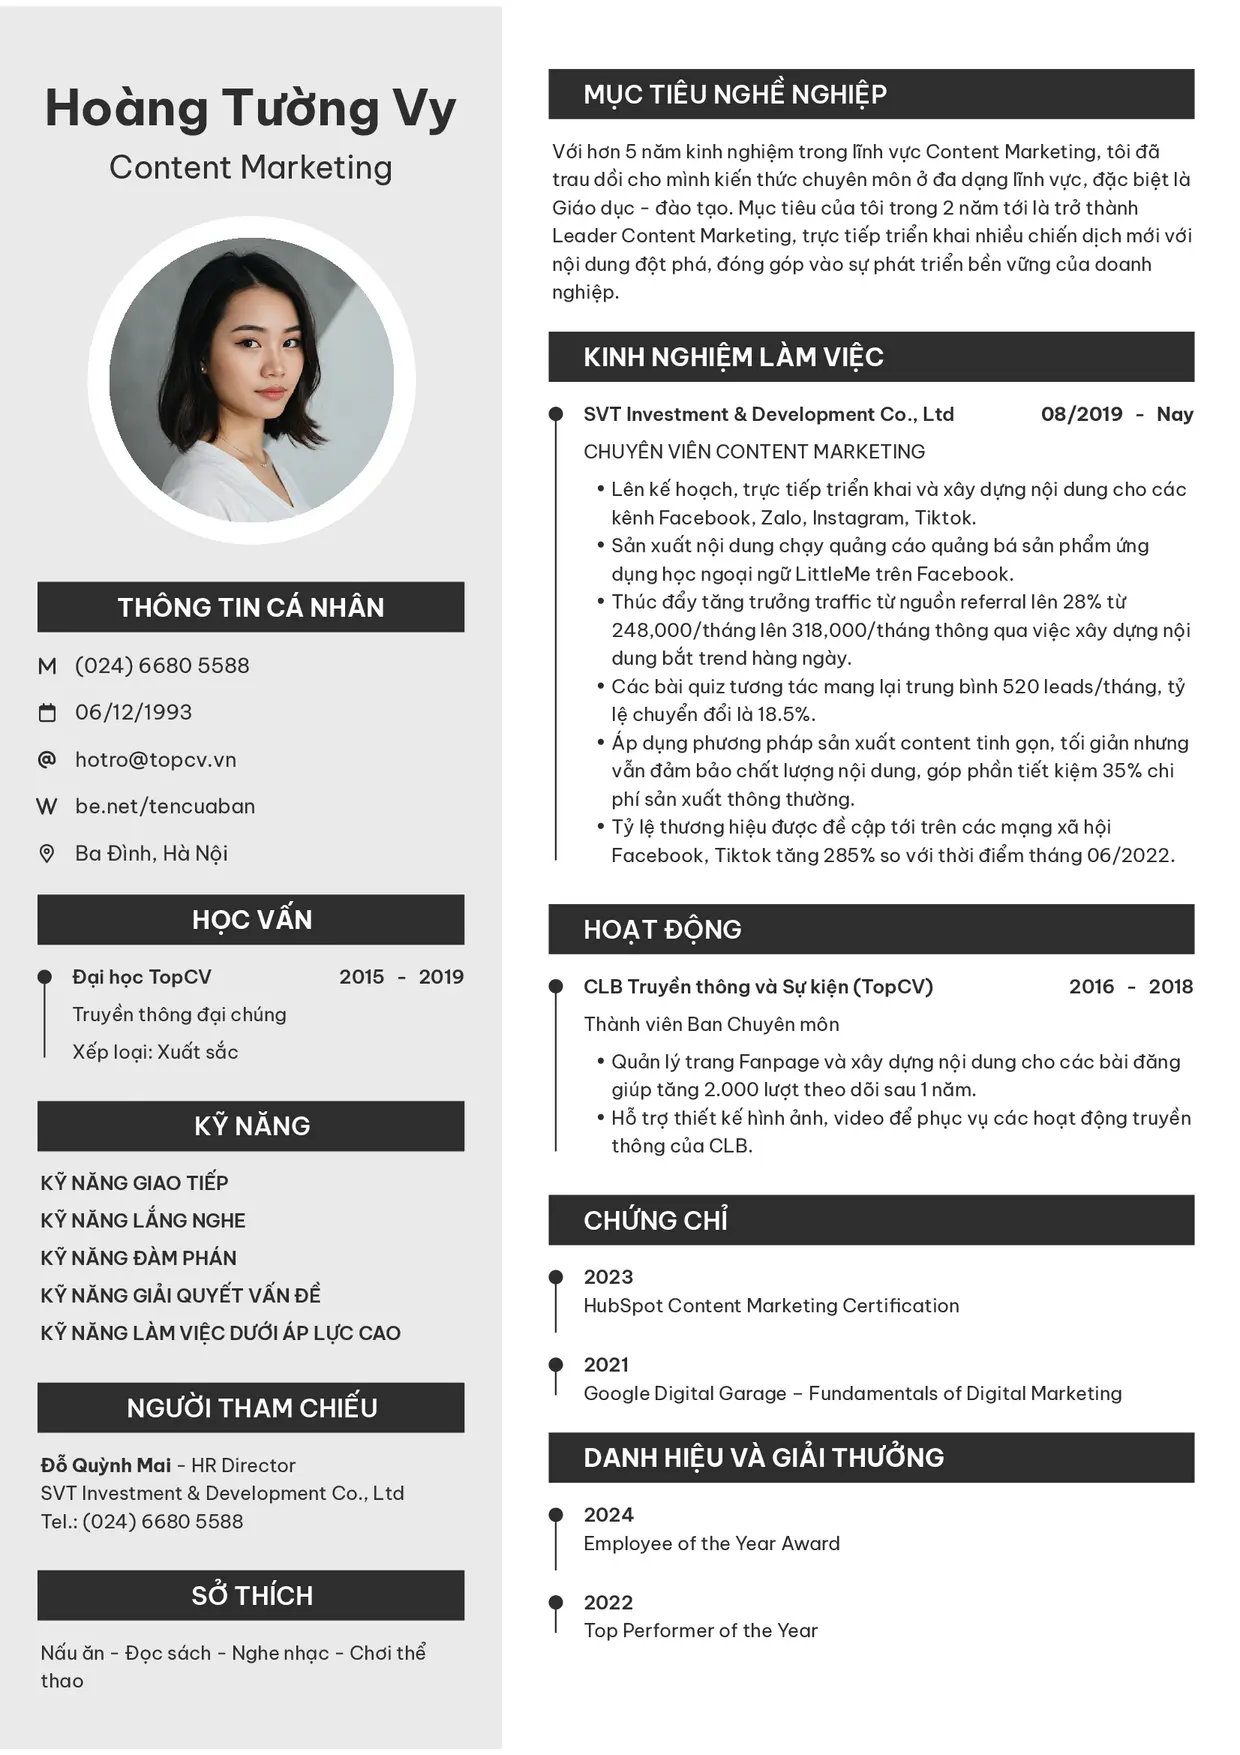 Hoàng Tường Vy
Content Marketing
THÔNG TIN CÁ NHÂN
(024) 6680 5588
06/12/1993
hotro@topcv.vn
be.net/tencuaban
Ba Đình, Hà Nội
HỌC VẤN
Đại học TopCV 2015 - 2019
Truyền thông đại chúng
Xếp loại: Xuất sắc
KỸ NĂNG
KỸ NĂNG GIAO TIẾP
KỸ NĂNG LẮNG NGHE
KỸ NĂNG ĐÀM PHÁN
KỸ NĂNG GIẢI QUYẾT VẤN ĐỀ
KỸ NĂNG LÀM VIỆC DƯỚI ÁP LỰC CAO
NGƯỜI THAM CHIẾU
Đỗ Quỳnh Mai - HR Director
SVT Investment & Development Co., Ltd
Tel.: (024) 6680 5588
SỞ THÍCH
Nấu ăn - Đọc sách - Nghe nhạc - Chơi thể
thao
MỤC TIÊU NGHỀ NGHIỆP
Với hơn 5 năm kinh nghiệm trong lĩnh vực Content Marketing, tôi đã
trau dồi cho mình kiến thức chuyên môn ở đa dạng lĩnh vực, đặc biệt là
Giáo dục - đào tạo. Mục tiêu của tôi trong 2 năm tới là trở thành
Leader Content Marketing, trực tiếp triển khai nhiều chiến dịch mới với
nội dung đột phá, đóng góp vào sự phát triển bền vững của doanh
nghiệp.
KINH NGHIỆM LÀM VIỆC
SVT Investment & Development Co., Ltd 08/2019 - Nay
CHUYÊN VIÊN CONTENT MARKETING
• Lên kế hoạch, trực tiếp triển khai và xây dựng nội dung cho các
kênh Facebook, Zalo, Instagram, Tiktok.
• Sản xuất nội dung chạy quảng cáo quảng bá sản phẩm ứng
dụng học ngoại ngữ LittleMe trên Facebook.
• Thúc đẩy tăng trưởng traffic từ nguồn referral lên 28% từ
248,000/tháng lên 318,000/tháng thông qua việc xây dựng nội
dung bắt trend hàng ngày.
• Các bài quiz tương tác mang lại trung bình 520 leads/tháng, tỷ
lệ chuyển đổi là 18.5%.
• Áp dụng phương pháp sản xuất content tinh gọn, tối giản nhưng
vẫn đảm bảo chất lượng nội dung, góp phần tiết kiệm 35% chi
phí sản xuất thông thường.
• Tỷ lệ thương hiệu được đề cập tới trên các mạng xã hội
Facebook, Tiktok tăng 285% so với thời điểm tháng 06/2022.
HOẠT ĐỘNG
CLB Truyền thông và Sự kiện (TopCV) 2016 - 2018
Thành viên Ban Chuyên môn
• Quản lý trang Fanpage và xây dựng nội dung cho các bài đăng
giúp tăng 2.000 lượt theo dõi sau 1 năm.
• Hỗ trợ thiết kế hình ảnh, video để phục vụ các hoạt động truyền
thông của CLB.
CHỨNG CHỈ
2023
HubSpot Content Marketing Certification
2021
Google Digital Garage – Fundamentals of Digital Marketing
DANH HIỆU VÀ GIẢI THƯỞNG
2024
Employee of the Year Award
2022
Top Performer of the Year